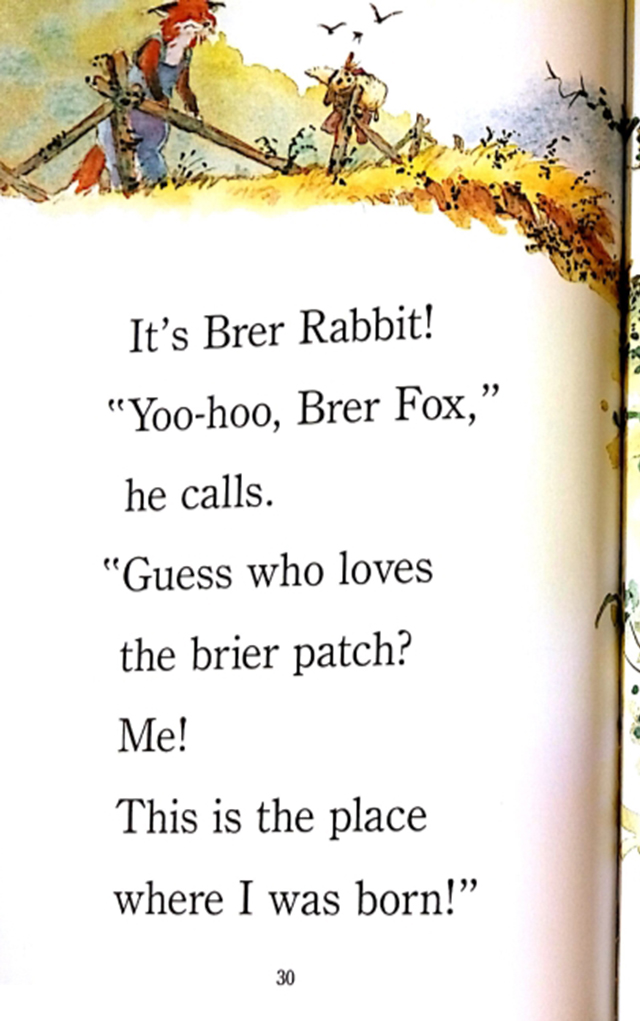 It's Brer Rabbit!
“Yoo-hoo, Brer Fox,”
he calls.
“Guess who loves
the brier patch?
Me!
This is the place
where I was born!”
30